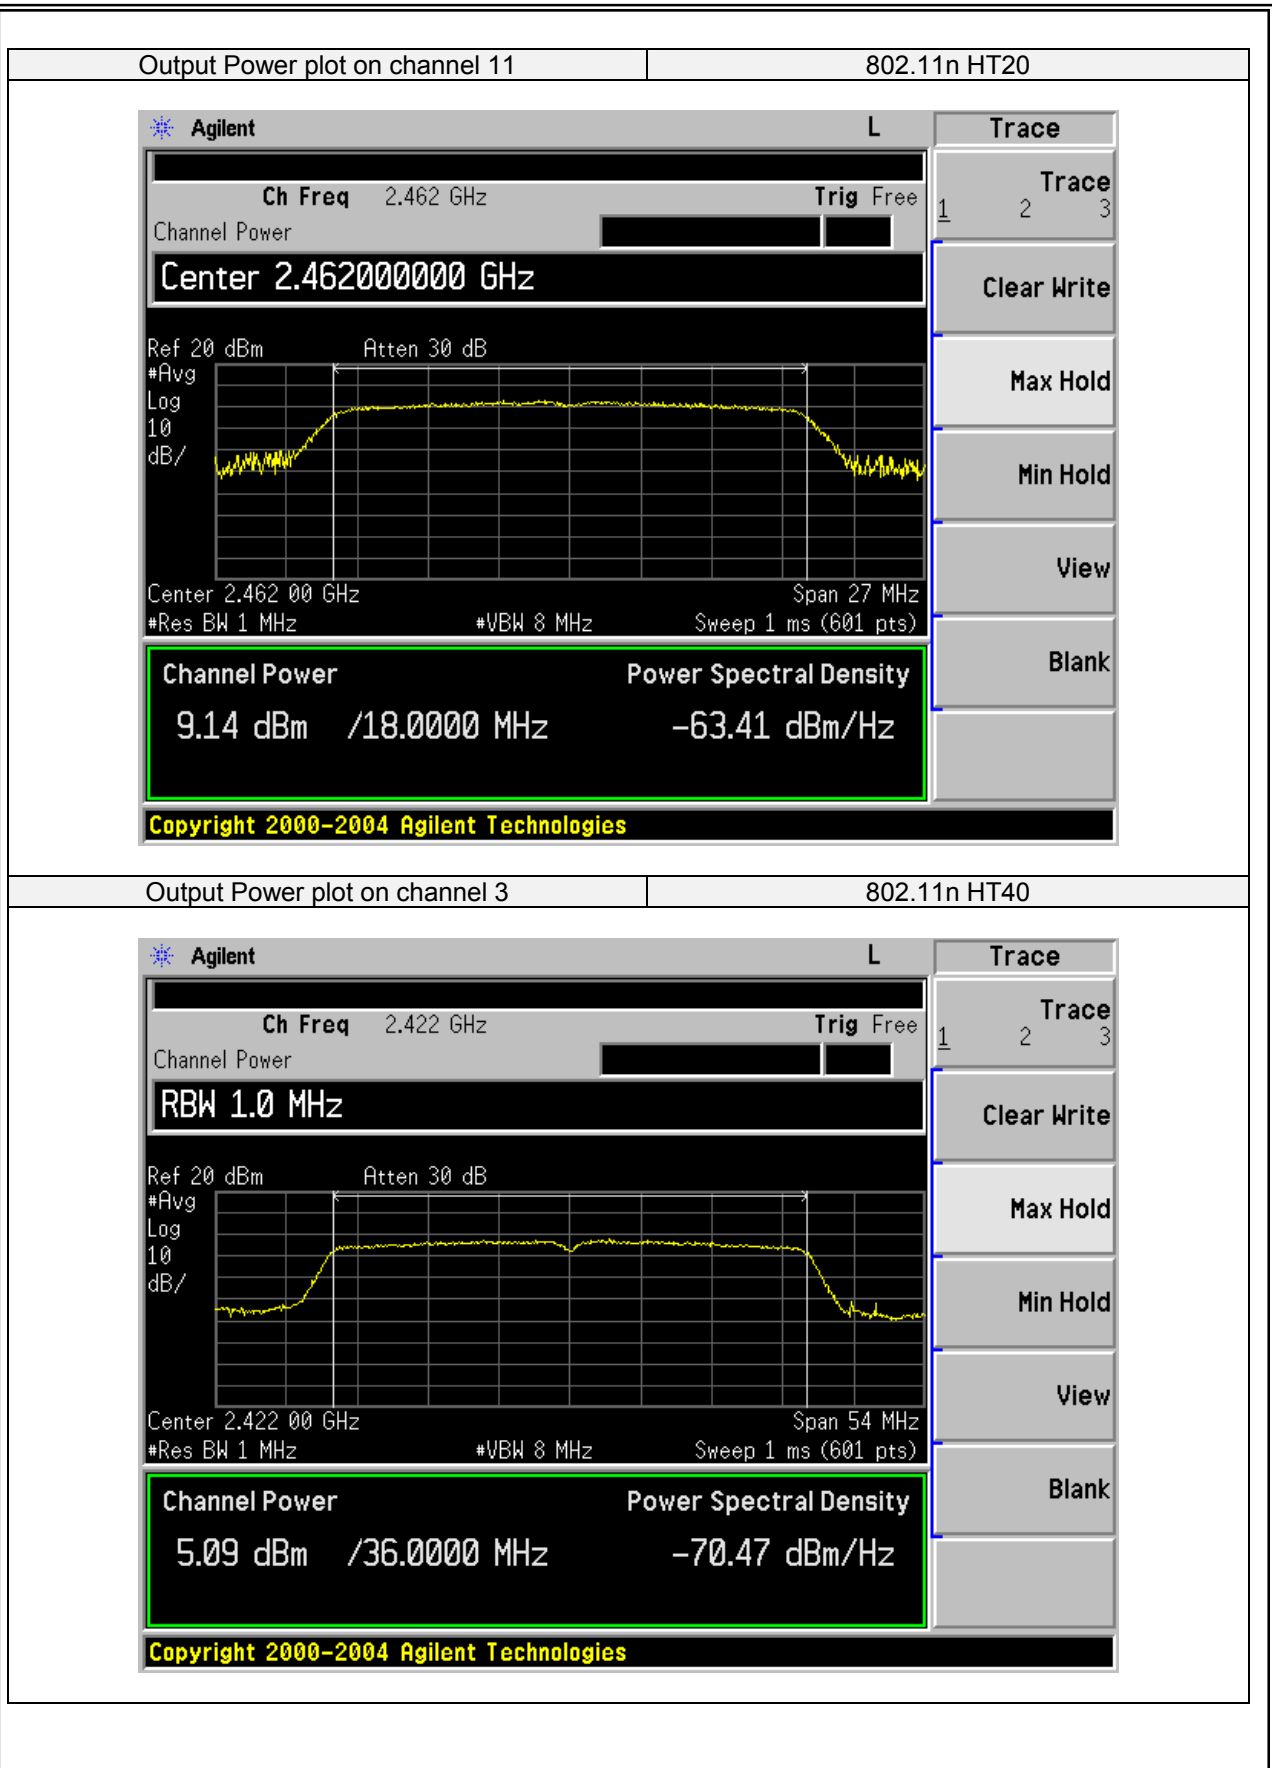 Output Power plot on channel 11 802.11n HT20
Agilent L Trace
Ch Freq 2.462 GHz Trig Free
Trace
1 2 3
Channel Power
Center 2.462000000 GHz
Clear Write
Ref 20 dBm Atten 30 dB
#Avg
Log
10
dB/
Max Hold
Min Hold
View
Center 2.462 00 GHz Span 27 MHz
#Res BW 1 MHz #VBW 8 MHz Sweep 1 ms (601 pts)
Blank
Channel Power Power Spectral Density
9.14 dBm /18.0000 MHz -63.41 dBm/Hz
Copyright 2000-2004 Agilent Technologies
Output Power plot on channel 3 802.11n HT40
Agilent L Trace
Ch Freq 2.422 GHz Trig Free
Trace
1 2 3
Channel Power
RBW 1.0 MHz
Clear Write
Ref 20 dBm Atten 30 dB
#Avg
Log
10
dB/
Max Hold
Min Hold
View
Center 2.422 00 GHz Span 54 MHz
#Res BW 1 MHz #VBW 8 MHz Sweep 1 ms (601 pts)
Blank
Channel Power Power Spectral Density
5.09 dBm /36.0000 MHz -70.47 dBm/Hz
Copyright 2000-2004 Agilent Technologies